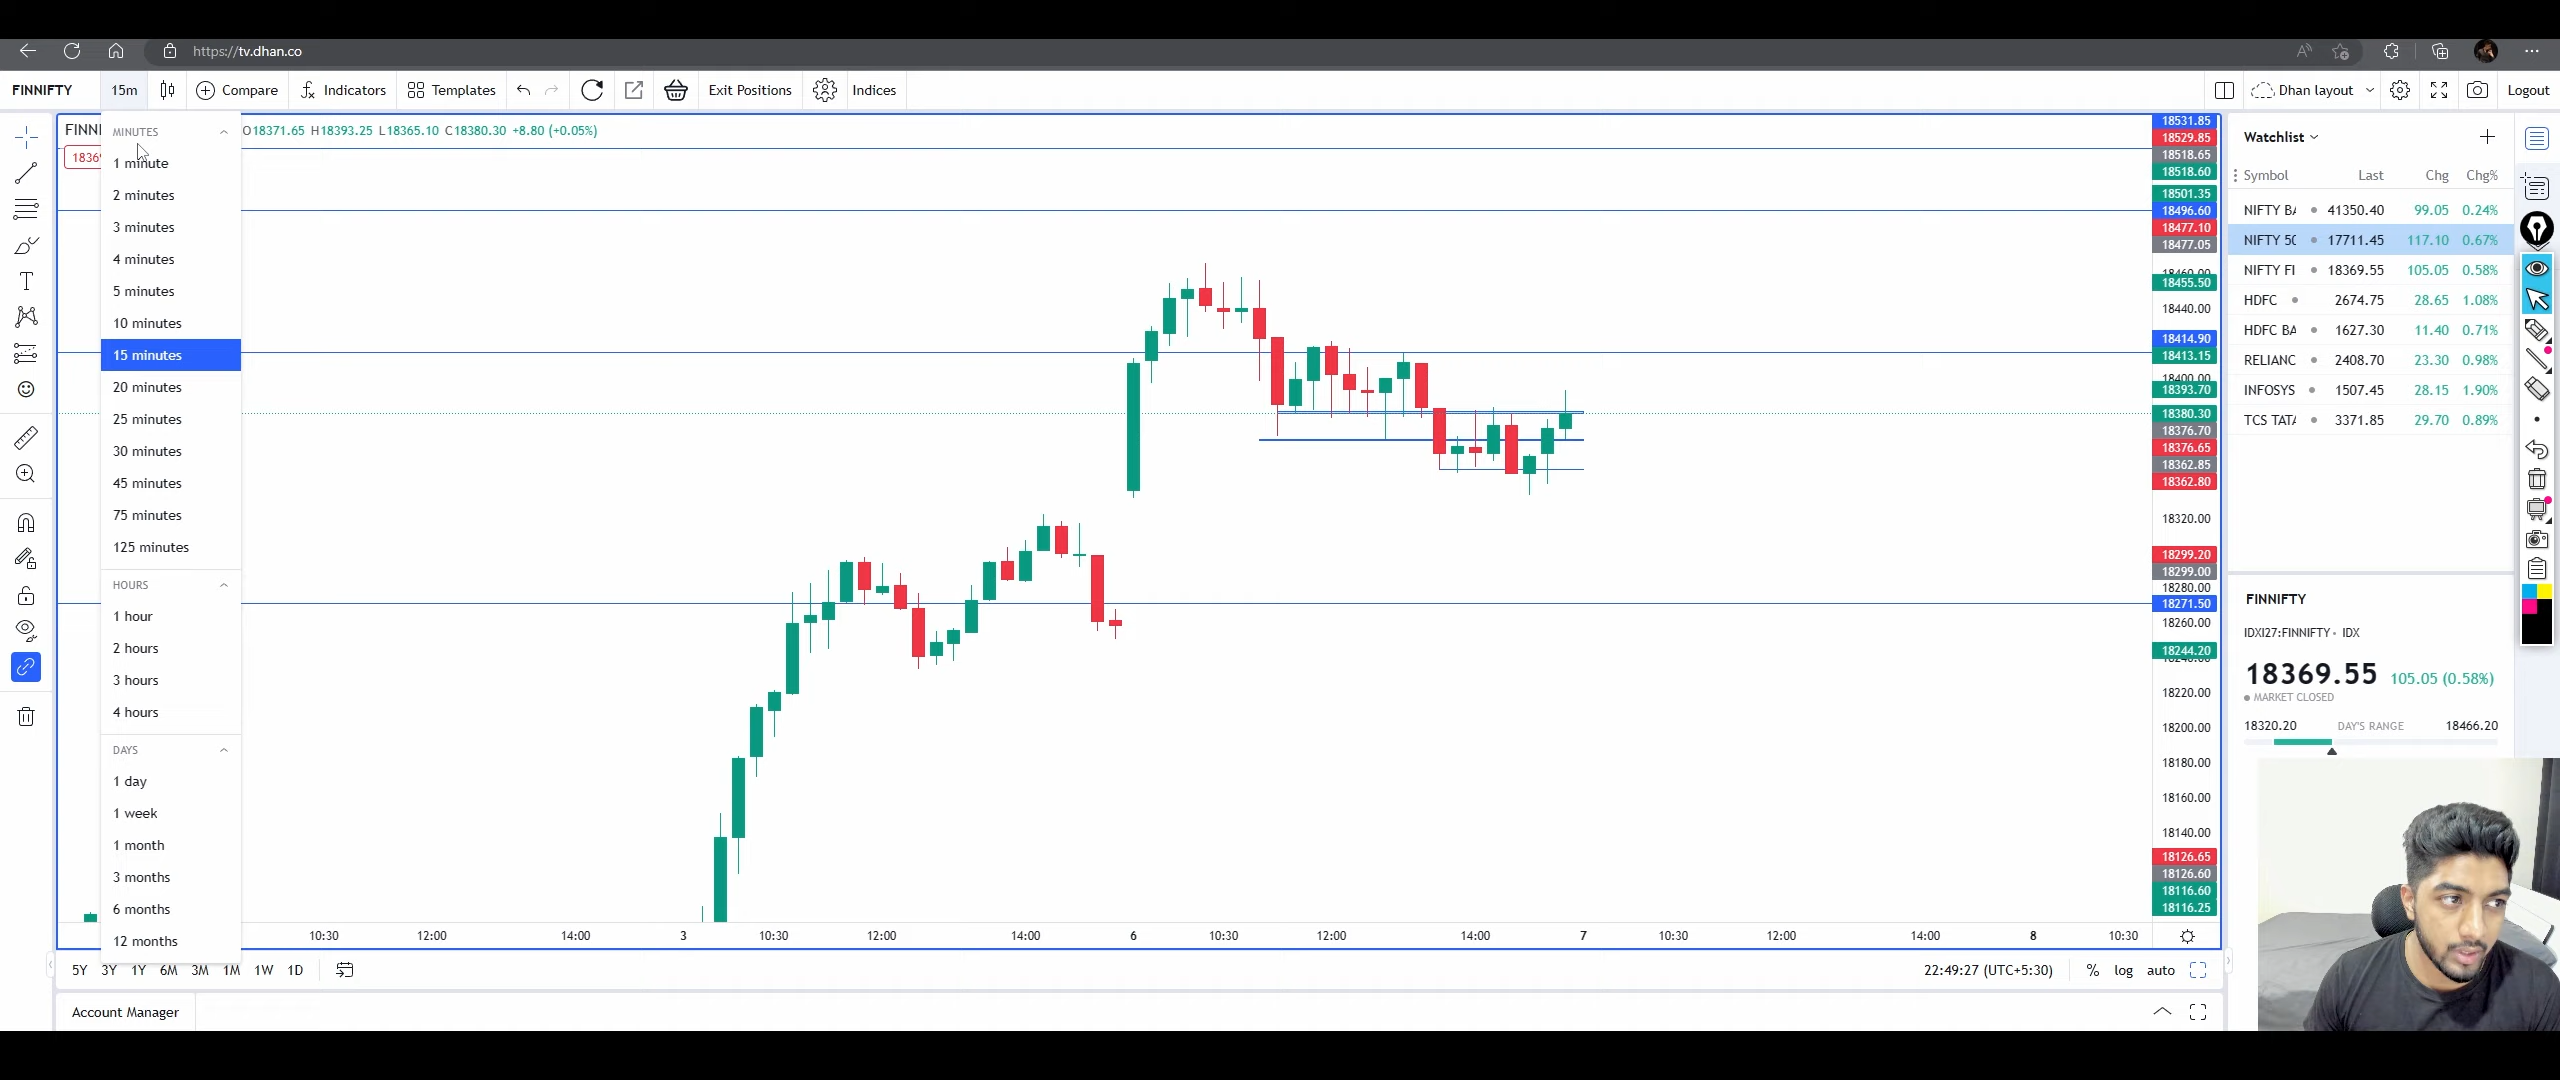 https://tv.dhan.co
FINNIFTY 15m Compare Indicators Templates Exit Positions Indices Dhan layout Logout
O18371.65 H18393.25 L18365.10 C18380.30 +8.80 (+0.05%)
MINUTES
1 minute
2 minutes
3 minutes
4 minutes
5 minutes
10 minutes
15 minutes
20 minutes
25 minutes
30 minutes
45 minutes
75 minutes
125 minutes
HOURS
1 hour
2 hours
3 hours
4 hours
DAYS
1 day
1 week
1 month
3 months
6 months
12 months
18531.85
18529.85
18518.65
18518.60
18501.35
18496.60
18477.10
18477.05
18455.50
18440.00
18414.90
18413.15
18400.00
18393.70
18380.30
18376.70
18376.65
18362.85
18362.80
18320.00
18299.20
18299.00
18280.00
18271.50
18260.00
18244.20
18220.00
18200.00
18180.00
18160.00
18140.00
18126.65
18126.60
18116.60
18116.25
10:30 12:00 14:00 3 10:30 12:00 14:00 6 10:30 12:00 14:00 7 10:30 12:00 14:00 8 10:30
5Y 3Y 1Y 6M 3M 1M 1W 1D
22:49:27 (UTC+5:30) % log auto
Account Manager
Watchlist
Symbol Last Chg Chg%
NIFTY BA 41350.40 99.05 0.24%
NIFTY 50 17711.45 117.10 0.67%
NIFTY FI 18369.55 105.05 0.58%
HDFC 2674.75 28.65 1.08%
HDFC BA 1627.30 11.40 0.71%
RELIANC 2408.70 23.30 0.98%
INFOSYS 1507.45 28.15 1.90%
TCS TATA 3371.85 29.70 0.89%
FINNIFTY
IDXI27:FINNIFTY • IDX
18369.55 105.05 (0.58%)
MARKET CLOSED
18320.20 DAY'S RANGE 18466.20